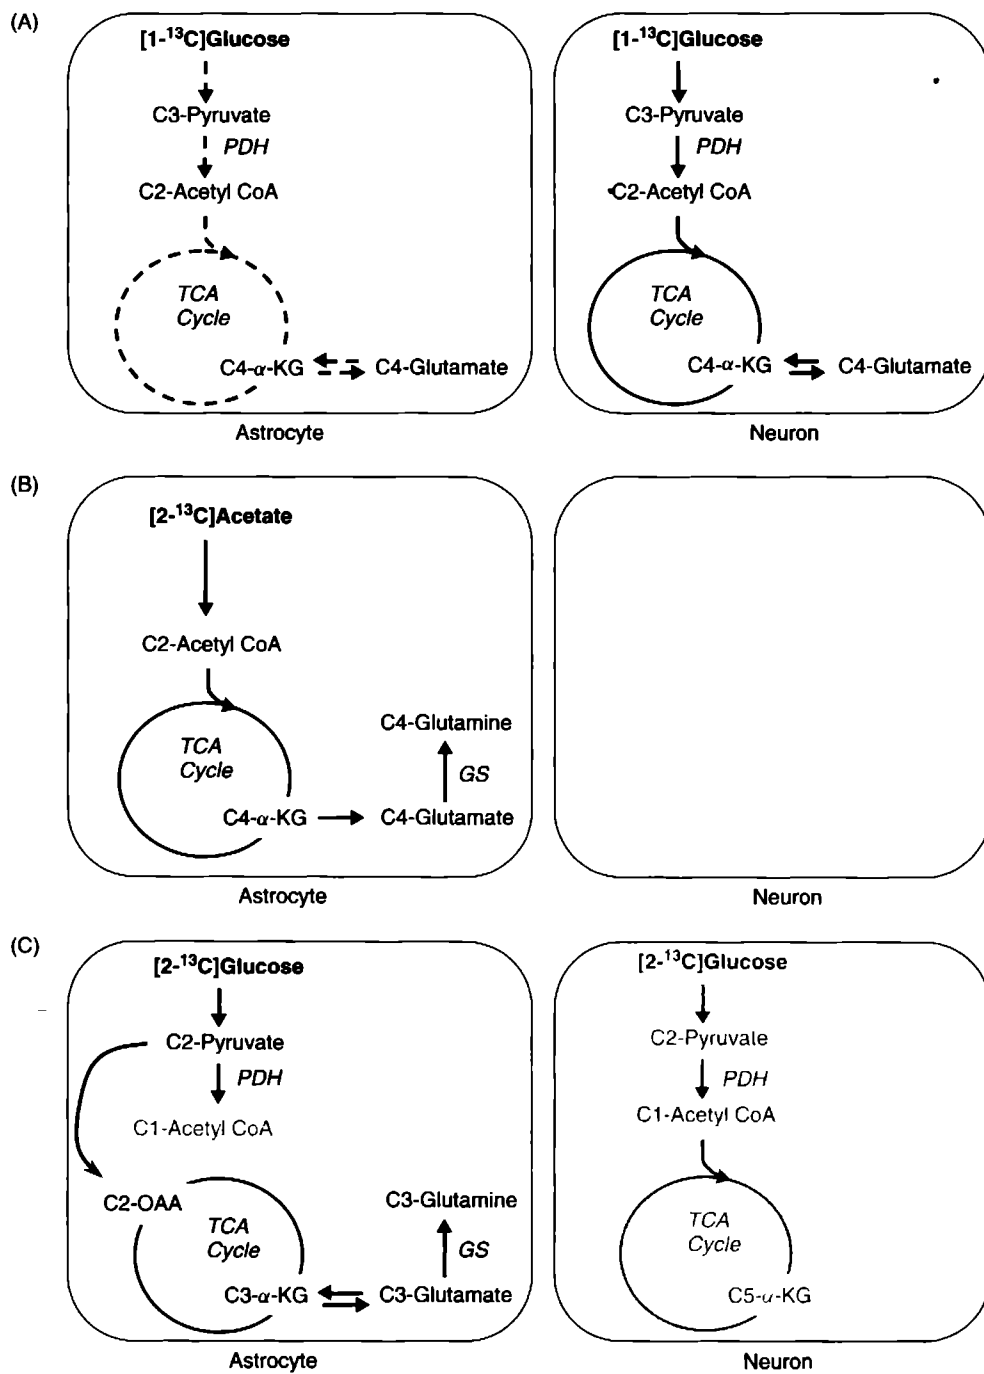 (A)
[1-¹³C]Glucose
C3-Pyruvate
PDH
C2-Acetyl CoA
TCA
Cycle
C4-α-KG
C4-Glutamate
Astrocyte
[1-¹³C]Glucose
C3-Pyruvate
PDH
C2-Acetyl CoA
TCA
Cycle
C4-α-KG
C4-Glutamate
Neuron
(B)
[2-¹³C]Acetate
C2-Acetyl CoA
TCA
Cycle
C4-Glutamine
GS
C4-α-KG
C4-Glutamate
Astrocyte
Neuron
(C)
[2-¹³C]Glucose
C2-Pyruvate
PDH
C1-Acetyl CoA
C2-OAA
TCA
Cycle
C3-Glutamine
GS
C3-α-KG
C3-Glutamate
Astrocyte
[2-¹³C]Glucose
C2-Pyruvate
PDH
C1-Acetyl CoA
TCA
Cycle
C5-α-KG
Neuron